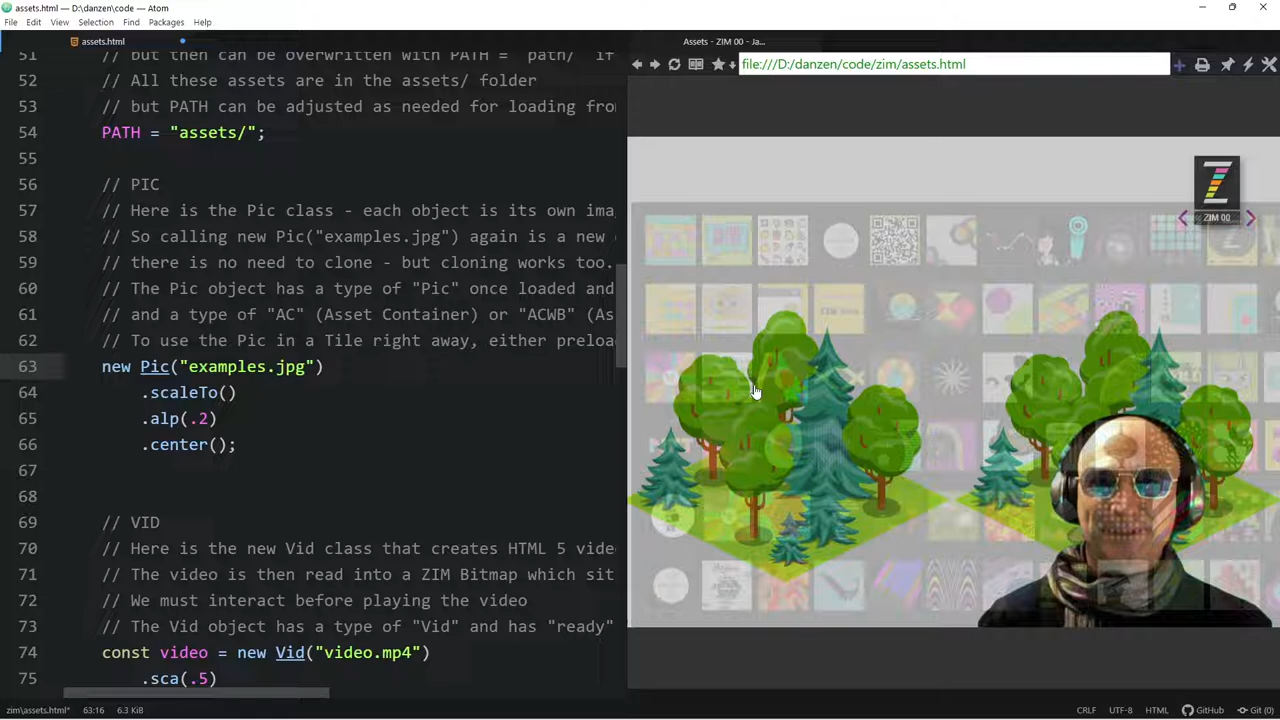 assets.html — D:\danzen\code — Atom
File Edit View Selection Find Packages Help
assets.html
Assets - ZIM 00 - Ja...
file:///D:/danzen/code/zim/assets.html
51 // but then can be overwritten with PATH = path/ if
52 // All these assets are in the assets/ folder
53 // but PATH can be adjusted as needed for loading from
54 PATH = "assets/";
55
56 // PIC
57 // Here is the Pic class - each object is its own ima
58 // So calling new Pic("examples.jpg") again is a new
59 // there is no need to clone - but cloning works too.
60 // The Pic object has a type of "Pic" once loaded and
61 // and a type of "AC" (Asset Container) or "ACWB" (As
62 // To use the Pic in a Tile right away, either preloa
63 new Pic("examples.jpg")
64 .scaleTo()
65 .alp(.2)
66 .center();
67
68
69 // VID
70 // Here is the new Vid class that creates HTML 5 vide
71 // The video is then read into a ZIM Bitmap which sit
72 // We must interact before playing the video
73 // The Vid object has a type of "Vid" and has "ready"
74 const video = new Vid("video.mp4")
75 .sca(.5)
ZIM 00
zim\assets.html* 63:16 6.3 KiB
CRLF UTF-8 HTML GitHub Git (0)